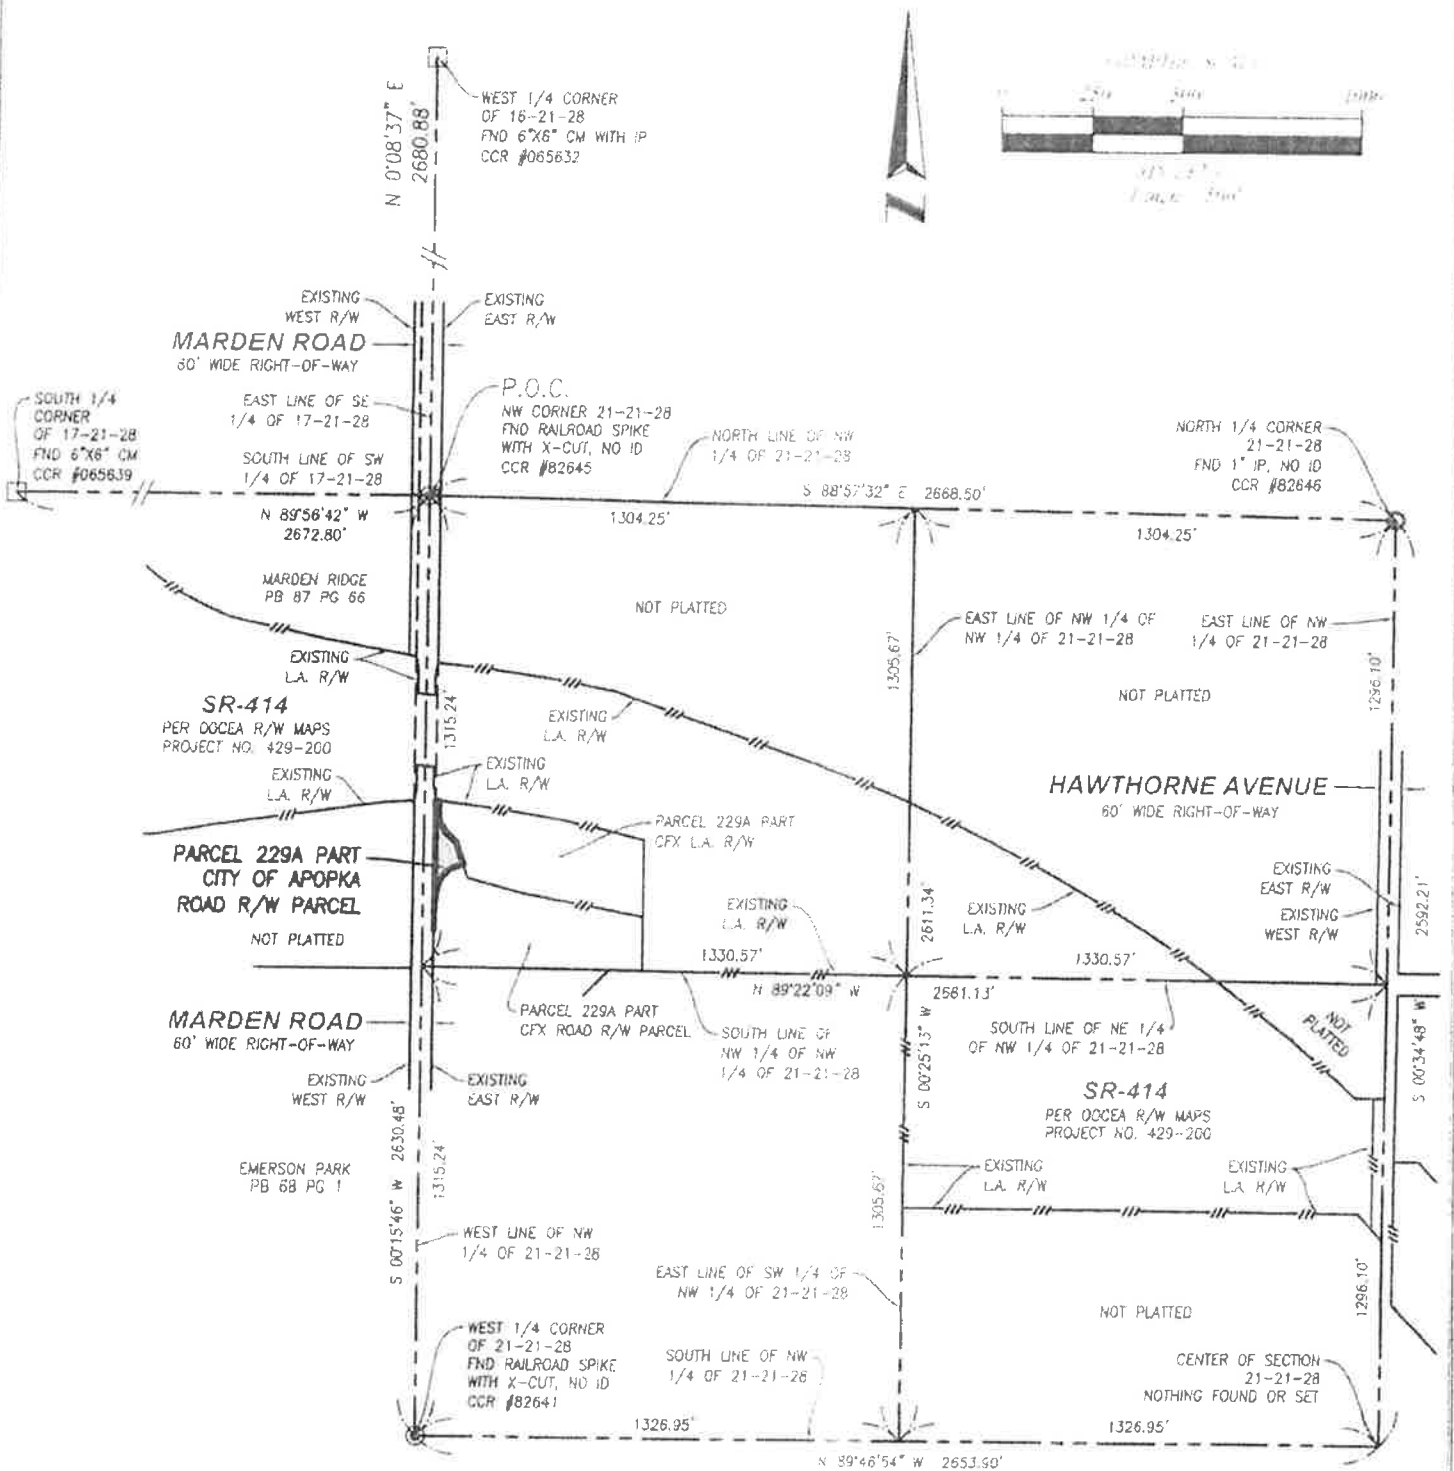 N 0°08'37" E
2680.88'
WEST 1/4 CORNER
OF 16-21-28
FND 6"X6" CM WITH IP
CCR #065632
250
500
EXISTING
WEST R/W
EXISTING
EAST R/W
MARDEN ROAD
60' WIDE RIGHT-OF-WAY
SOUTH 1/4
CORNER
OF 17-21-28
FND 6"X6" CM
CCR #065639
EAST LINE OF SE
1/4 OF 17-21-28
SOUTH LINE OF SW
1/4 OF 17-21-28
P.O.C.
NW CORNER 21-21-28
FND RAILROAD SPIKE
WITH X-CUT, NO ID
CCR #82645
NORTH LINE OF NW
1/4 OF 21-21-28
NORTH 1/4 CORNER
21-21-28
FND 1" IP, NO ID
CCR #82646
S 88°57'32" E 2668.50'
N 89°56'42" W
2672.80'
1304.25'
1304.25'
MARDEN RIDGE
PB 87 PG 66
NOT PLATTED
EAST LINE OF NW 1/4 OF
NW 1/4 OF 21-21-28
EAST LINE OF NW
1/4 OF 21-21-28
1305.67'
1296.10'
EXISTING
L.A. R/W
NOT PLATTED
SR-414
PER OOCEA R/W MAPS
PROJECT NO. 429-200
1315.24'
EXISTING
L.A. R/W
EXISTING
L.A. R/W
EXISTING
L.A. R/W
HAWTHORNE AVENUE
60' WIDE RIGHT-OF-WAY
PARCEL 229A PART
CFX L.A. R/W
PARCEL 229A PART
CITY OF APOPKA
ROAD R/W PARCEL
NOT PLATTED
EXISTING
L.A. R/W
2611.34'
EXISTING
L.A. R/W
EXISTING
EAST R/W
EXISTING
WEST R/W
2592.21'
1330.57'
1330.57'
N 89°22'09" W
2661.13'
PARCEL 229A PART
CFX ROAD R/W PARCEL
MARDEN ROAD
60' WIDE RIGHT-OF-WAY
SOUTH LINE OF
NW 1/4 OF NW
1/4 OF 21-21-28
S 00°25'13" W
SOUTH LINE OF NE 1/4
OF NW 1/4 OF 21-21-28
NOT
PLATTED
S 00°34'48" W
EXISTING
WEST R/W
EXISTING
EAST R/W
SR-414
PER OOCEA R/W MAPS
PROJECT NO. 429-200
EMERSON PARK
PB 68 PG 1
S 00°15'46" W 2630.48'
1315.24'
1305.67'
EXISTING
L.A. R/W
EXISTING
L.A. R/W
WEST LINE OF NW
1/4 OF 21-21-28
EAST LINE OF SW 1/4 OF
NW 1/4 OF 21-21-28
1296.10'
NOT PLATTED
WEST 1/4 CORNER
OF 21-21-28
FND RAILROAD SPIKE
WITH X-CUT, NO ID
CCR #82641
SOUTH LINE OF NW
1/4 OF 21-21-28
CENTER OF SECTION
21-21-28
NOTHING FOUND OR SET
1326.95'
1326.95'
N 89°46'54" W 2653.90'